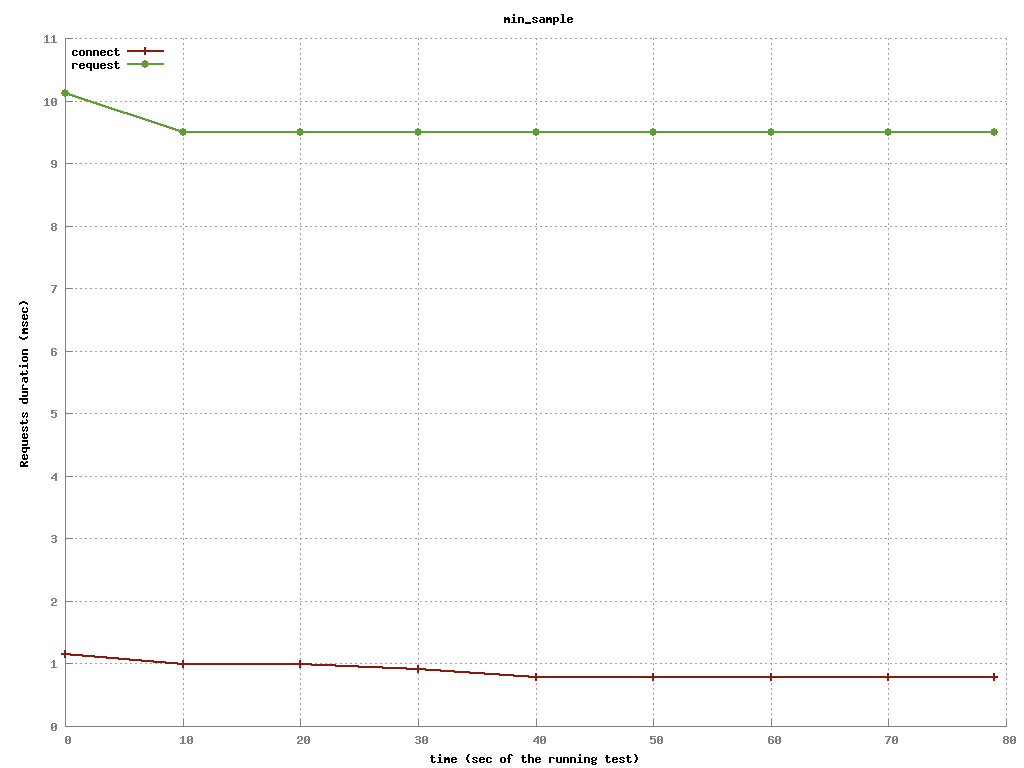 min_sample
11
connect
request
10
9
8
7
6
5
4
3
2
1
0
Requests duration (msec)
0 10 20 30 40 50 60 70 80
time (sec of the running test)